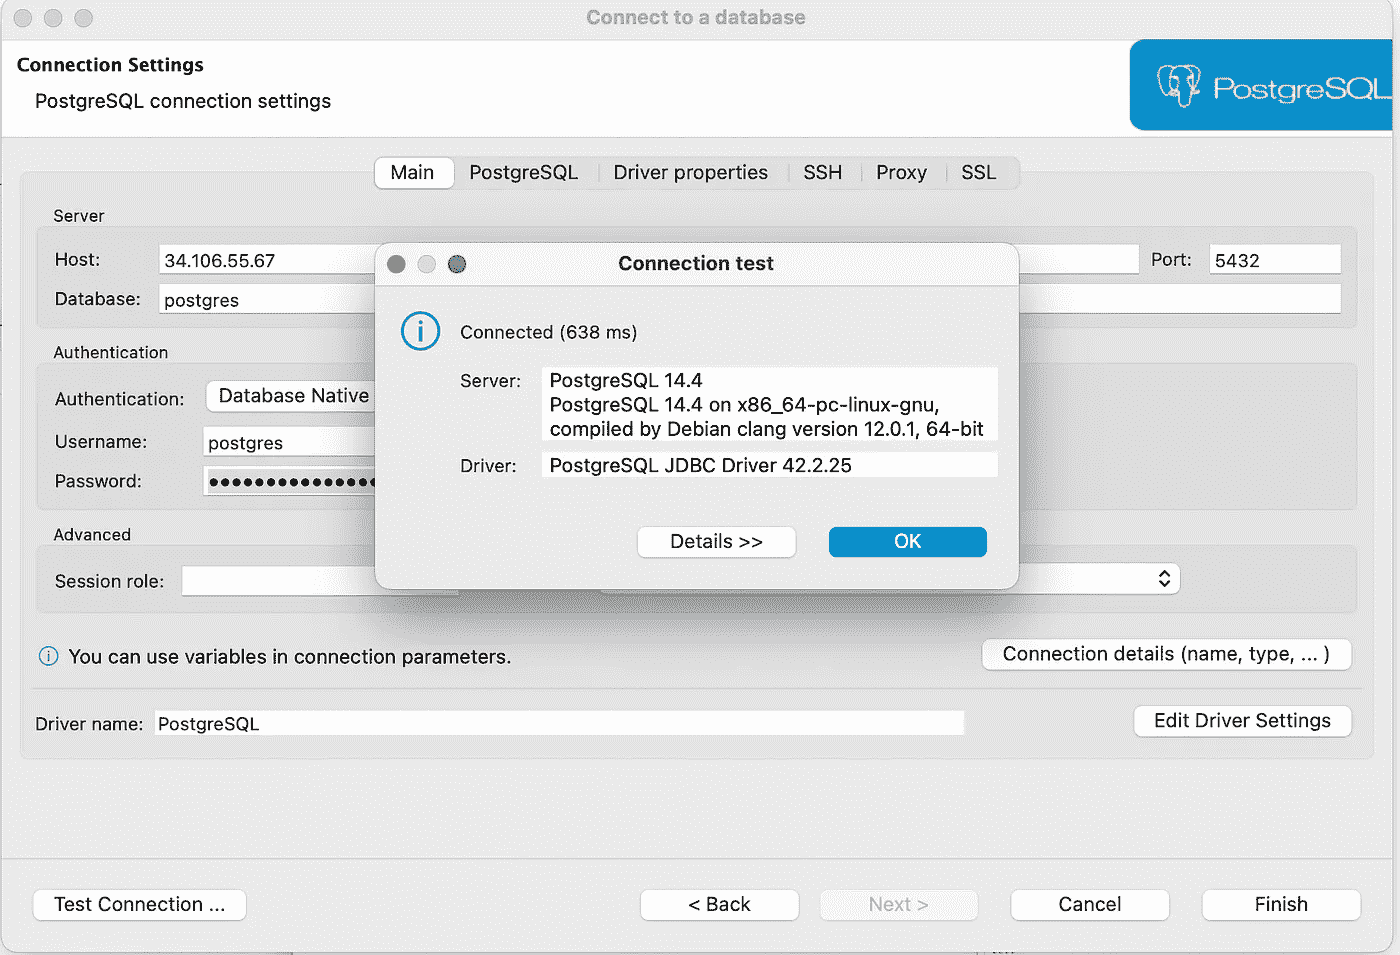 Connect to a database
Connection Settings
PostgreSQL connection settings
PostgreSQL
Main PostgreSQL Driver properties SSH Proxy SSL
Server
Host: 34.106.55.67 Port: 5432
Database: postgres
Authentication
Authentication: Database Native
Username: postgres
Password: ●●●●●●●●●●●●●●●
Advanced
Session role:
Connection test
Connected (638 ms)
Server: PostgreSQL 14.4
PostgreSQL 14.4 on x86_64-pc-linux-gnu,
compiled by Debian clang version 12.0.1, 64-bit
Driver: PostgreSQL JDBC Driver 42.2.25
Details >> OK
You can use variables in connection parameters.
Connection details (name, type, ... )
Driver name: PostgreSQL
Edit Driver Settings
Test Connection ... < Back Next > Cancel Finish